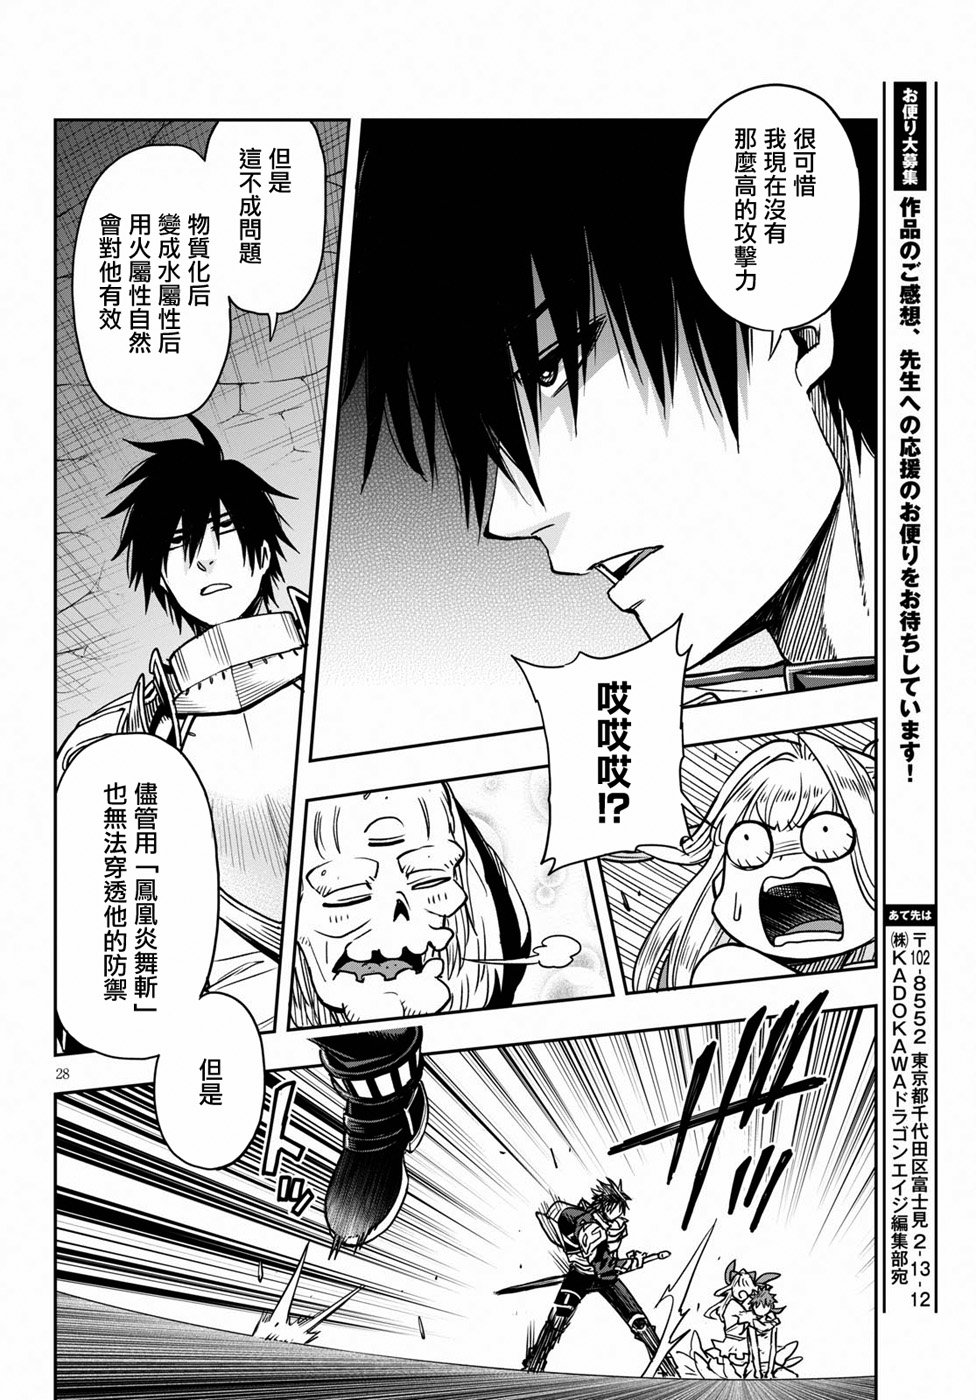 お便り大募集
作品のご感想、先生への応援のお便りをお待ちしています!
あて先は
〒102-8552 東京都千代田区富士見2-13-12
㈱KADOKAWAドラゴンエイジ編集部宛
很可惜
我現在沒有
那麼高的攻擊力
但是
這不成問題
物質化后
變成水屬性后
用火屬性自然
會對他有效
哎哎哎!?
儘管用「鳳凰炎舞斬」
也無法穿透他的防禦
但是
28